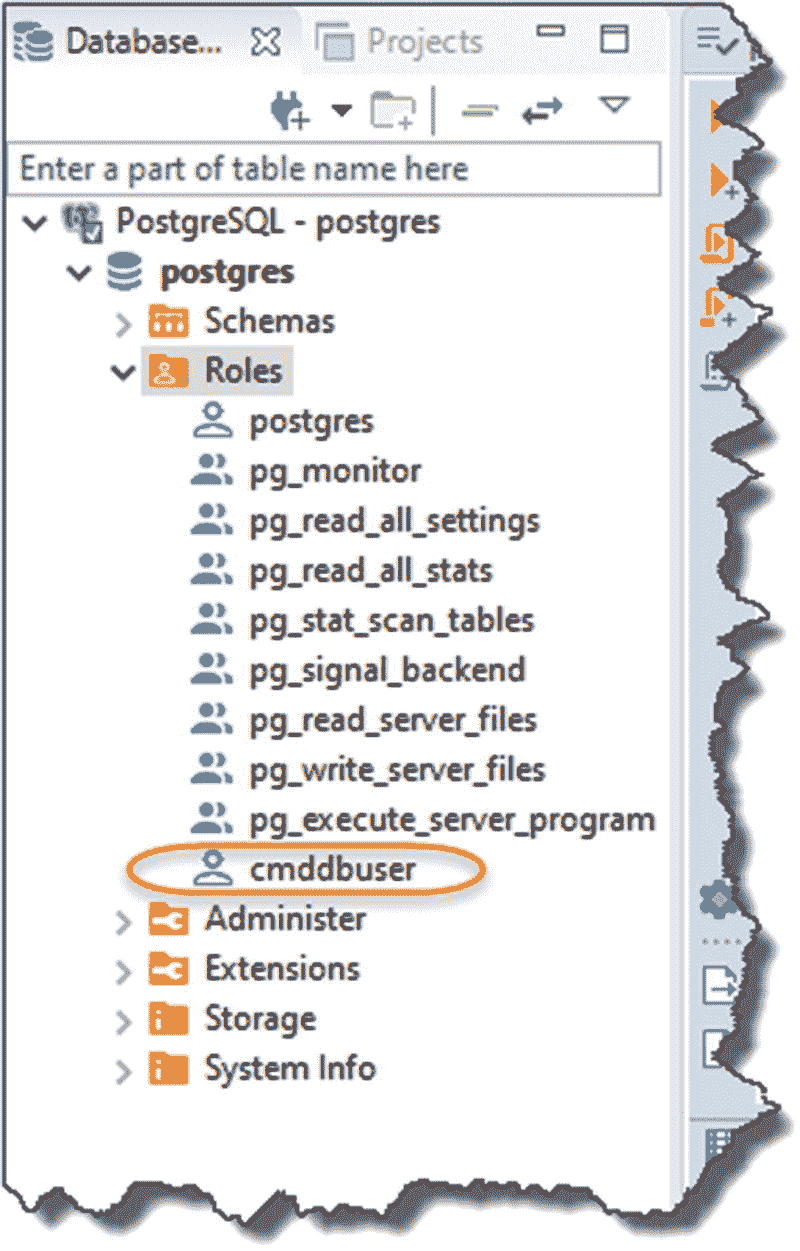 Database... Projects
Enter a part of table name here
PostgreSQL - postgres
postgres
Schemas
Roles
postgres
pg_monitor
pg_read_all_settings
pg_read_all_stats
pg_stat_scan_tables
pg_signal_backend
pg_read_server_files
pg_write_server_files
pg_execute_server_program
cmddbuser
Administer
Extensions
Storage
System Info